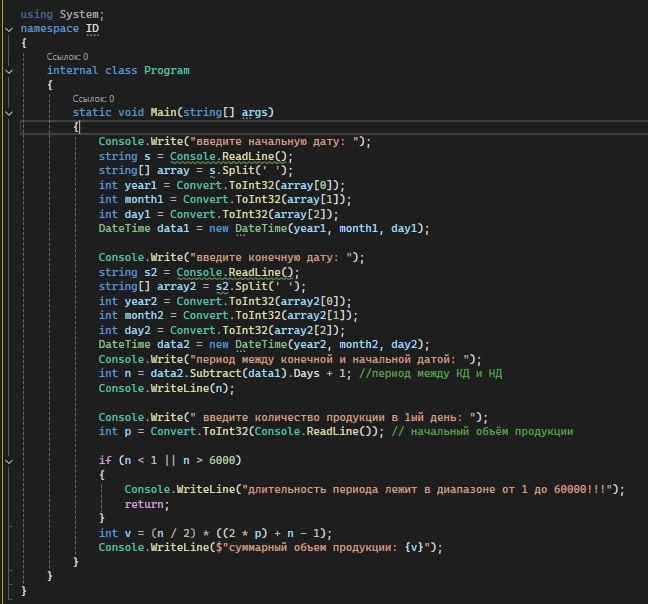 using System;
namespace ID
{
Ссылок: 0
internal class Program
{
Ссылок: 0
static void Main(string[] args)
{
Console.Write("введите начальную дату: ");
string s = Console.ReadLine();
string[] array = s.Split(' ');
int year1 = Convert.ToInt32(array[0]);
int month1 = Convert.ToInt32(array[1]);
int day1 = Convert.ToInt32(array[2]);
DateTime data1 = new DateTime(year1, month1, day1);
Console.Write("введите конечную дату: ");
string s2 = Console.ReadLine();
string[] array2 = s2.Split(' ');
int year2 = Convert.ToInt32(array2[0]);
int month2 = Convert.ToInt32(array2[1]);
int day2 = Convert.ToInt32(array2[2]);
DateTime data2 = new DateTime(year2, month2, day2);
Console.Write("период между конечной и начальной датой: ");
int n = data2.Subtract(data1).Days + 1; //период между КД и НД
Console.WriteLine(n);
Console.Write(" введите количество продукции в 1ый день: ");
int p = Convert.ToInt32(Console.ReadLine()); // начальный объём продукции
if (n < 1 || n > 6000)
{
Console.WriteLine("длительность периода лежит в диапазоне от 1 до 60000!!!");
return;
}
int v = (n / 2) * ((2 * p) + n - 1);
Console.WriteLine($"суммарный объем продукции: {v}");
}
}
}